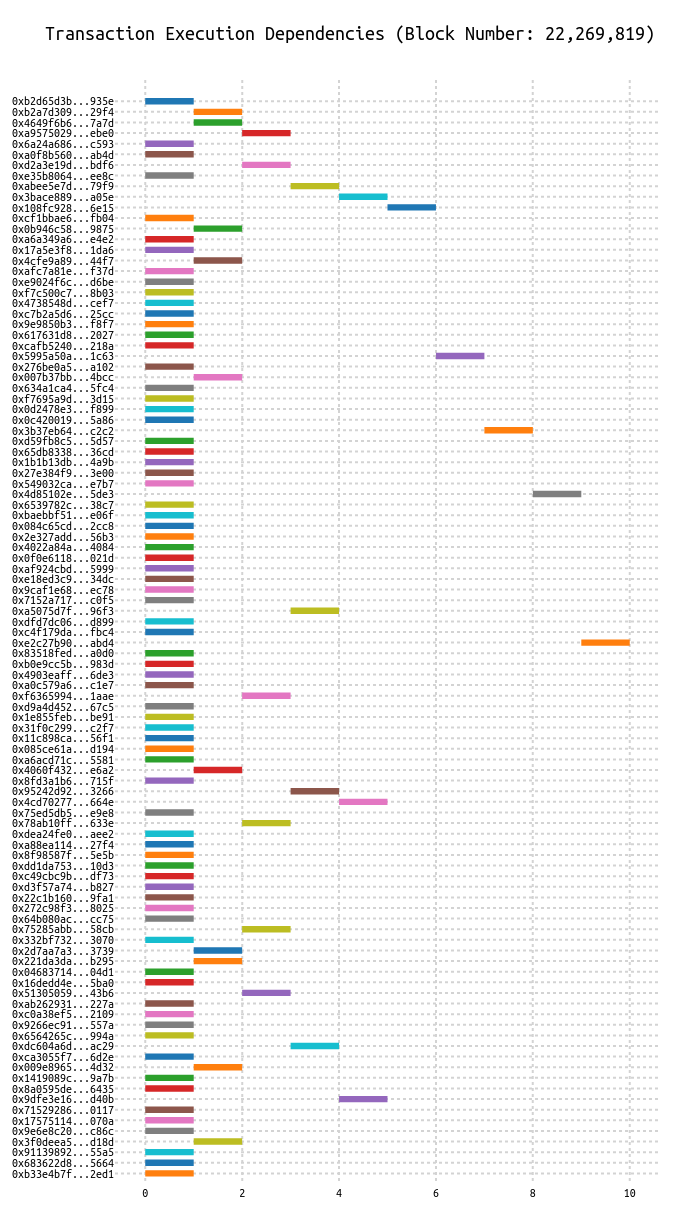 Transaction Execution Dependencies (Block Number: 22,269,819)
0xb2d65d3b...935e
0xb2a7d309...29f4
0x4649f6b6...7a7d
0xa9575029...ebe0
0x6a24a686...c593
0xa0f8b560...ab4d
0xd2a3e19d...bdf6
0xe35b8064...ee8c
0xabee5e7d...79f9
0x3bace889...a05e
0x108fc928...6e15
0xcf1bbae6...fb04
0x0b946c58...9875
0xa6a349a6...e4e2
0x17a5e3f8...1da6
0x4cfe9a89...44f7
0xafc7a81e...f37d
0xe9024f6c...d6be
0xf7c500c7...8b03
0x4738548d...cef7
0xc7b2a5d6...25cc
0x9e9850b3...f8f7
0x617631d8...2027
0xcafb5240...218a
0x5995a50a...1c63
0x276be0a5...a102
0x007b37bb...4bcc
0x634a1ca4...5fc4
0xf7695a9d...3d15
0x0d2478e3...f899
0x0c420019...5a86
0x3b37eb64...c2c2
0xd59fb8c5...5d57
0x65db8338...36cd
0x1b1b13db...4a9b
0x27e384f9...3e00
0x549032ca...e7b7
0x4d85102e...5de3
0x6539782c...38c7
0xbaebbf51...e06f
0x084c65cd...2cc8
0x2e327add...56b3
0x4022a84a...4084
0x0f0e6118...021d
0xaf924cbd...5999
0xe18ed3c9...34dc
0x9caf1e68...ec78
0x7152a717...c0f5
0xa5075d7f...96f3
0xdfd7dc06...d899
0xc4f179da...fbc4
0xe2c27b90...abd4
0x83518fed...a0d0
0xb0e9cc5b...983d
0x4903eaff...6de3
0xa0c579a6...c1e7
0xf6365994...1aae
0xd9a4d452...67c5
0x1e855feb...be91
0x31f0c299...c2f7
0x11c898ca...56f1
0x085ce61a...d194
0xa6acd71c...5581
0x4060f432...e6a2
0x8fd3a1b6...715f
0x95242d92...3266
0x4cd70277...664e
0x75ed5db5...e9e8
0x78ab10ff...633e
0xdea24fe0...aee2
0xa88ea114...27f4
0x8f98587f...5e5b
0xdd1da753...10d3
0xc49cbc9b...df73
0xd3f57a74...b827
0x22c1b160...9fa1
0x272c98f3...8025
0x64b080ac...cc75
0x75285abb...58cb
0x332bf732...3070
0x2d7aa7a3...3739
0x221da3da...b295
0x04683714...04d1
0x16dedd4e...5ba0
0x51305059...43b6
0xab262931...227a
0xc0a38ef5...2109
0x9266ec91...557a
0x6564265c...994a
0xdc604a6d...ac29
0xca3055f7...6d2e
0x009e8965...4d32
0x1419089c...9a7b
0x8a0595de...6435
0x9dfe3e16...d40b
0x71529286...0117
0x17575114...070a
0x9e6e8c20...c86c
0x3f0deea5...d18d
0x91139892...55a5
0x683622d8...5664
0xb33e4b7f...2ed1
0 2 4 6 8 10